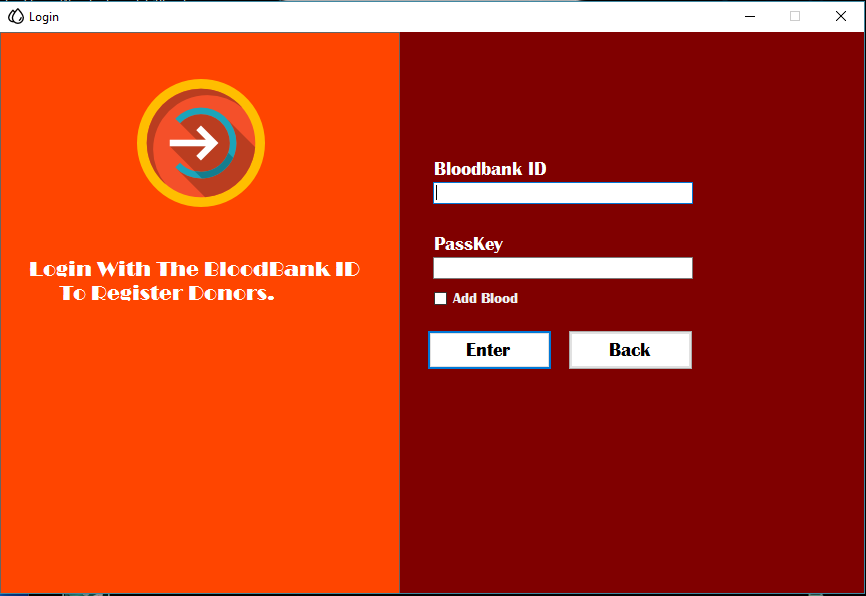 Login
Login With The BloodBank ID
To Register Donors.
Bloodbank ID
PassKey
Add Blood
Enter
Back